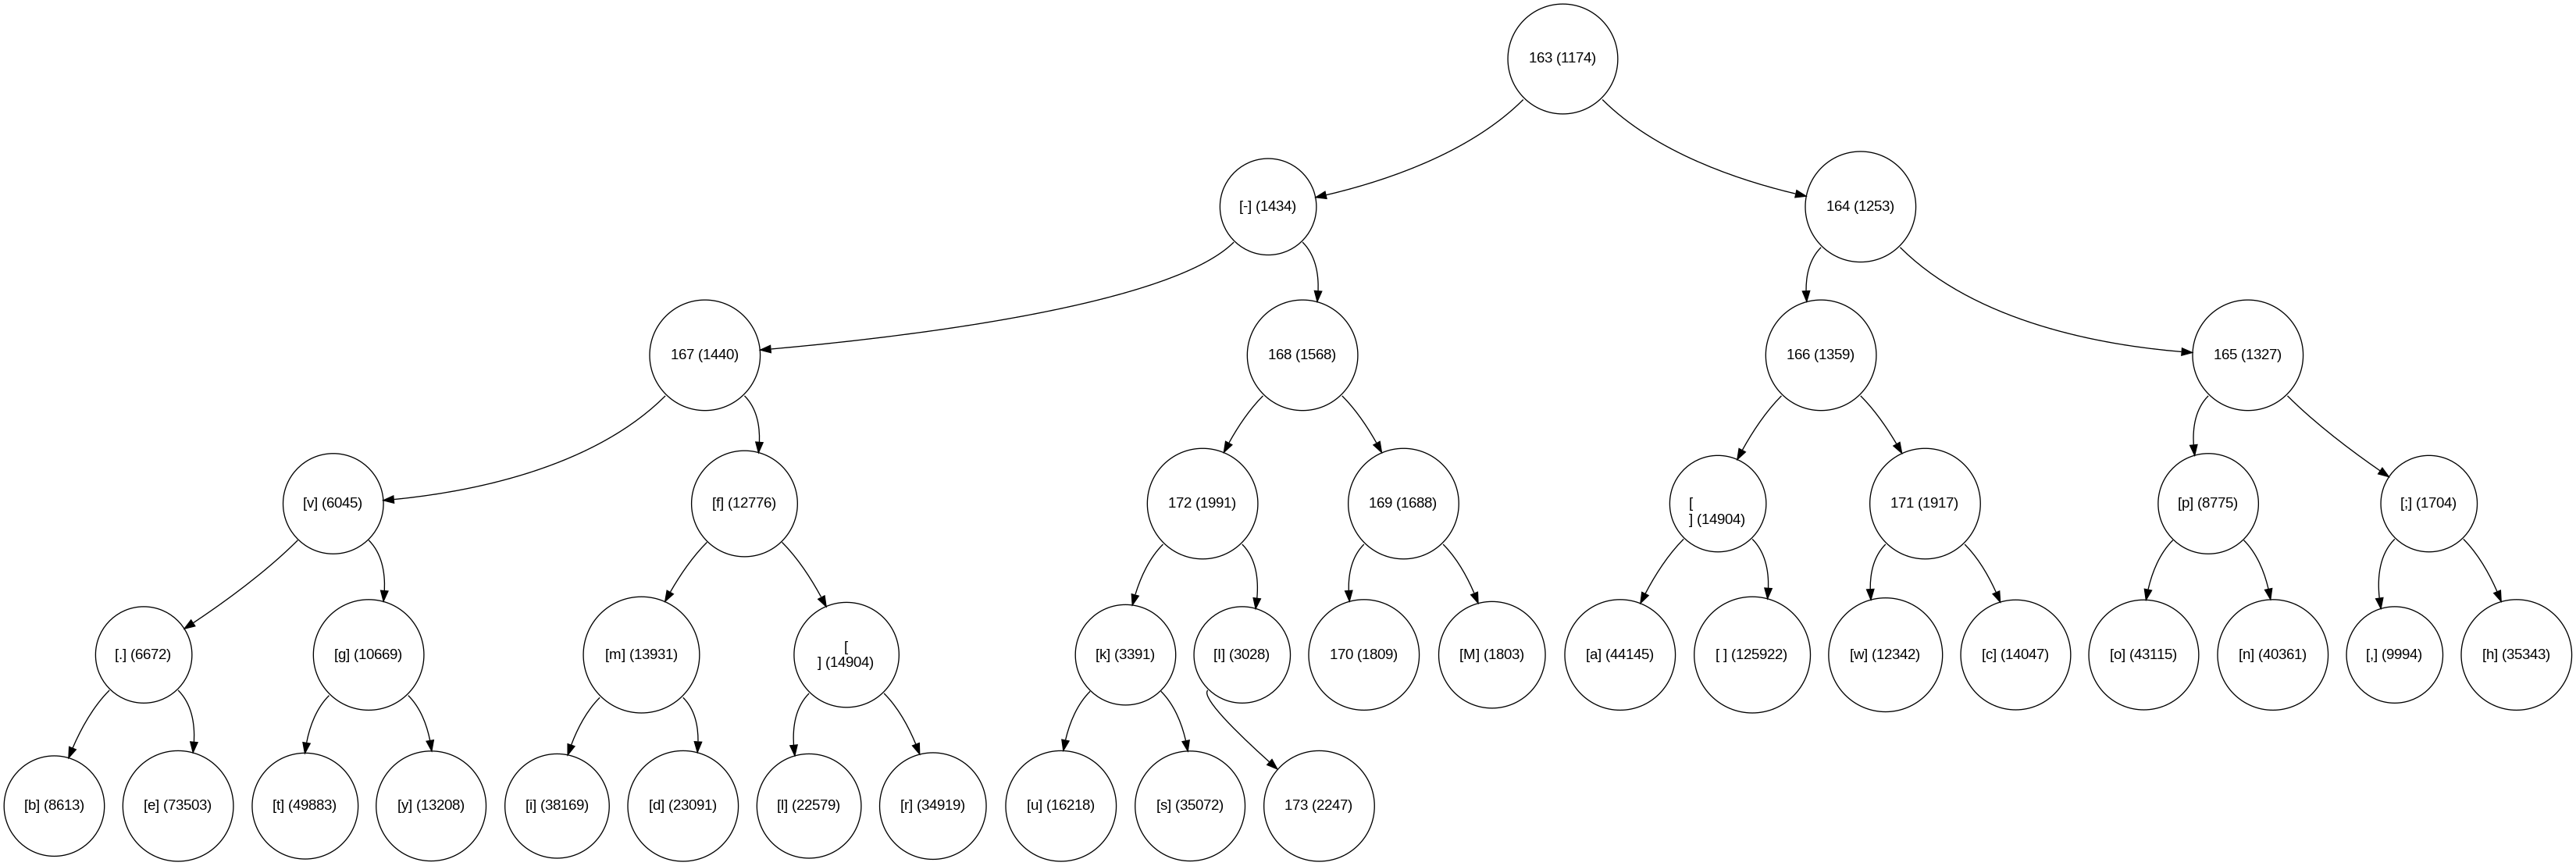 163 (1174)
[-] (1434)
164 (1253)
167 (1440)
168 (1568)
166 (1359)
165 (1327)
[v] (6045)
[f] (12776)
172 (1991)
169 (1688)
[
] (14904)
171 (1917)
[p] (8775)
[;] (1704)
[.] (6672)
[g] (10669)
[m] (13931)
[
] (14904)
[k] (3391)
[I] (3028)
170 (1809)
[M] (1803)
[a] (44145)
[ ] (125922)
[w] (12342)
[c] (14047)
[o] (43115)
[n] (40361)
[,] (9994)
[h] (35343)
[b] (8613)
[e] (73503)
[t] (49883)
[y] (13208)
[i] (38169)
[d] (23091)
[l] (22579)
[r] (34919)
[u] (16218)
[s] (35072)
173 (2247)